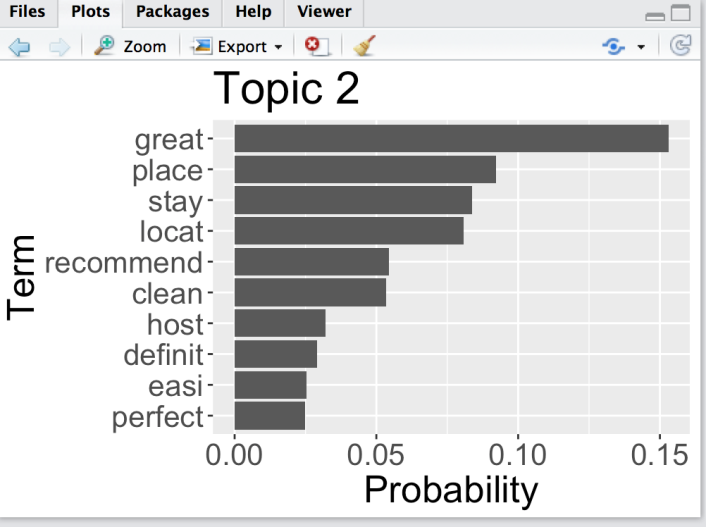 Files Plots Packages Help Viewer
Zoom Export
Topic 2
great
place
stay
locat
recommend
clean
host
definit
easi
perfect
Term
0.00 0.05 0.10 0.15
Probability